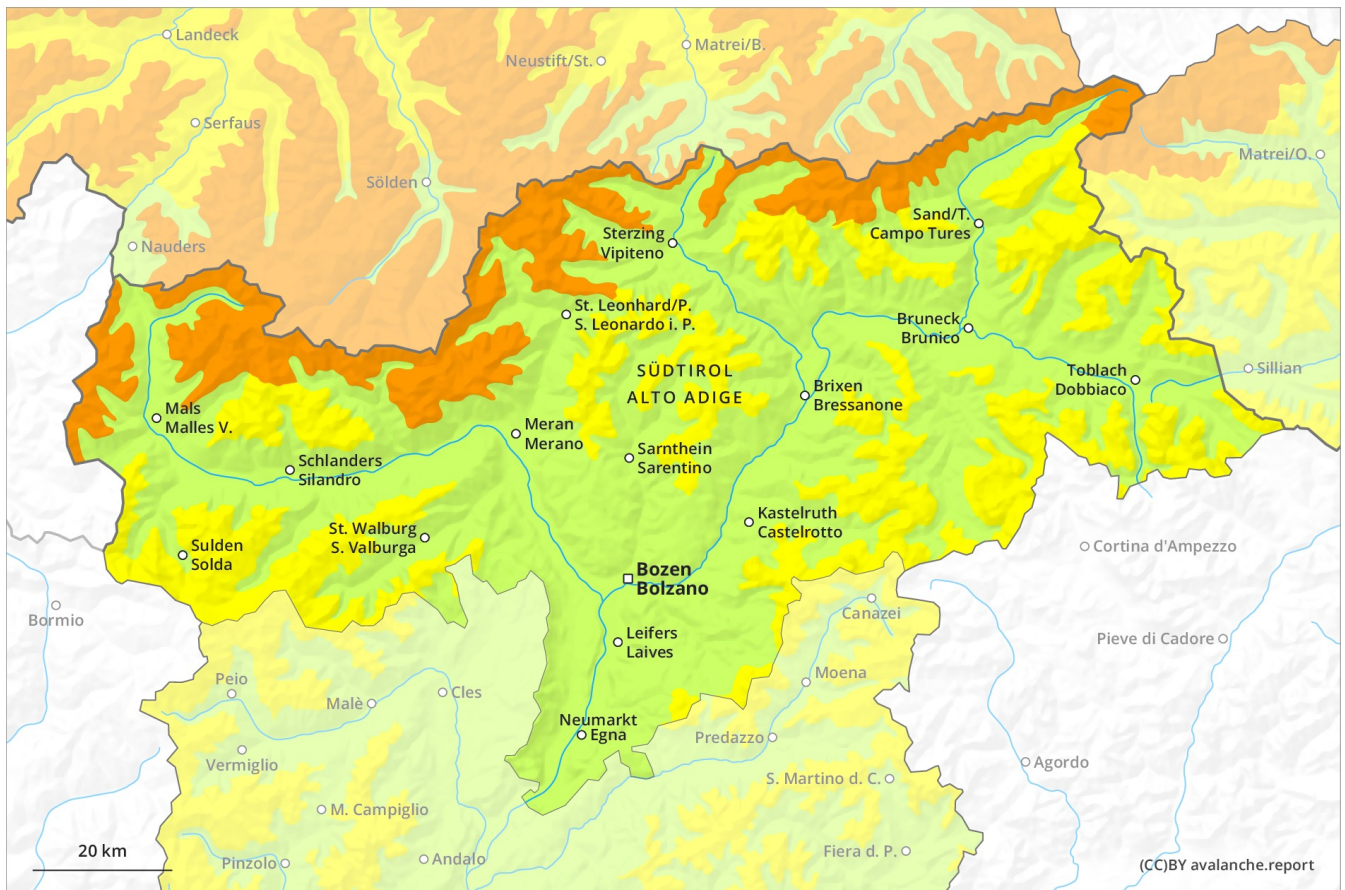 Landeck
Matrei/B.
Neustift/St.
Serfaus
Matrei/O.
Sölden
Sand/T.
Campo Tures
Nauders
Sterzing
Vipiteno
St. Leonhard/P.
S. Leonardo i. P.
Bruneck
Brunico
SÜDTIROL
ALTO ADIGE
Toblach
Dobbiaco
Sillian
Brixen
Bressanone
Mals
Malles V.
Meran
Merano
Sarnthein
Sarentino
Schlanders
Silandro
Kastelruth
Castelrotto
St. Walburg
S. Valburga
Sulden
Solda
Cortina d'Ampezzo
Bozen
Bolzano
Bormio
Canazei
Leifers
Laives
Pieve di Cadore
Peio
Moena
Malè
Cles
Neumarkt
Egna
Predazzo
Vermiglio
Agordo
S. Martino d. C.
M. Campiglio
20 km
Pinzolo
Andalo
Fiera d. P.
(CC)BY avalanche.report